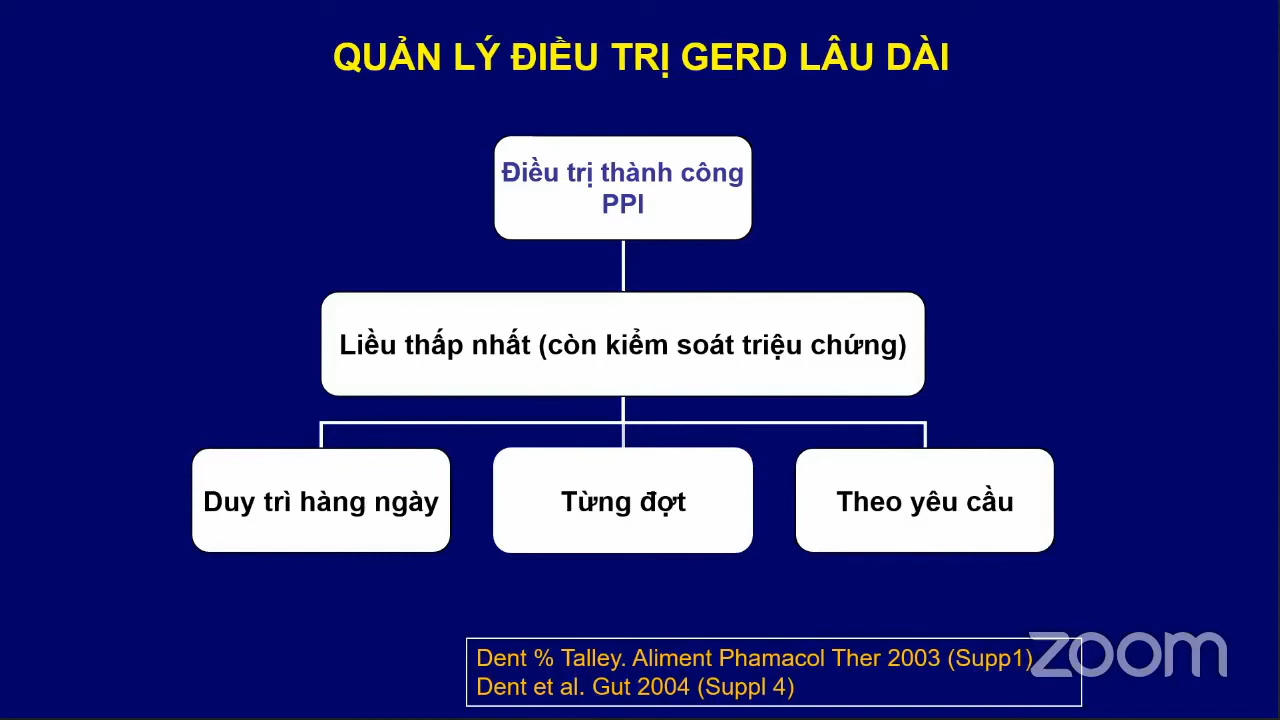 QUẢN LÝ ĐIỀU TRỊ GERD LÂU DÀI
Điều trị thành công
PPI
Liều thấp nhất (còn kiểm soát triệu chứng)
Duy trì hàng ngày
Từng đợt
Theo yêu cầu
Dent % Talley. Aliment Phamacol Ther 2003 (Supp1)
Dent et al. Gut 2004 (Suppl 4)
zoom